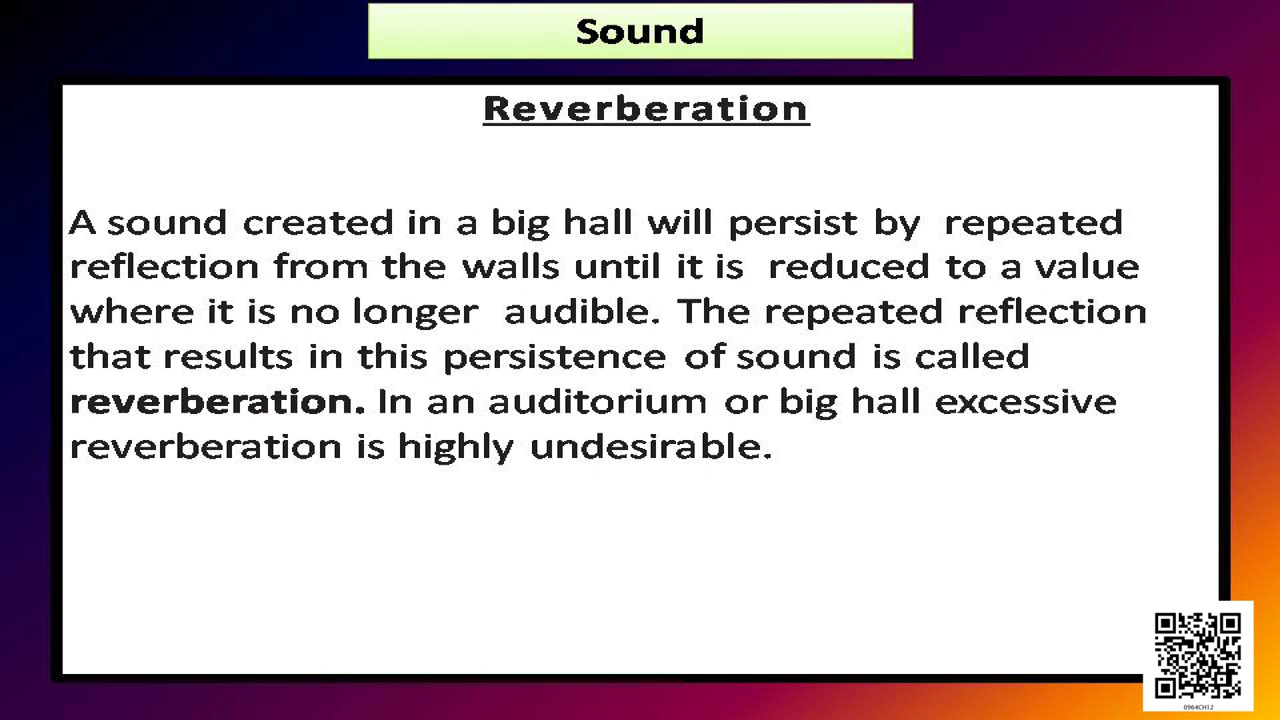 Sound
Reverberation
A sound created in a big hall will persist by repeated
reflection from the walls until it is reduced to a value
where it is no longer audible. The repeated reflection
that results in this persistence of sound is called
reverberation. In an auditorium or big hall excessive
reverberation is highly undesirable.
0964CH12